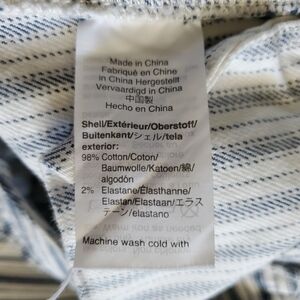 Made in China
Fabriqué en Chine
In China Hergestellt
Vervaardigd in China
中国製
Hecho en China
Shell/Extérieur/Oberstoff/
Buitenkant/シェル/tela
exterior:
98% Cotton/Coton/
Baumwolle/Katoen/綿/
algodón
2% Elastane/Élasthanne/
Elastan/Elastaan/エラス
テーン/elastano
Machine wash cold with